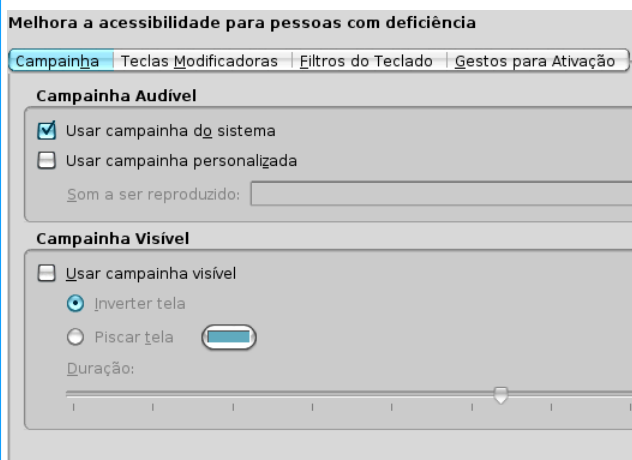 Melhora a acessibilidade para pessoas com deficiência
Campainha Teclas Modificadoras Filtros do Teclado Gestos para Ativação
Campainha Audível
Usar campainha do sistema
Usar campainha personalizada
Som a ser reproduzido:
Campainha Visível
Usar campainha visível
Inverter tela
Piscar tela
Duração: